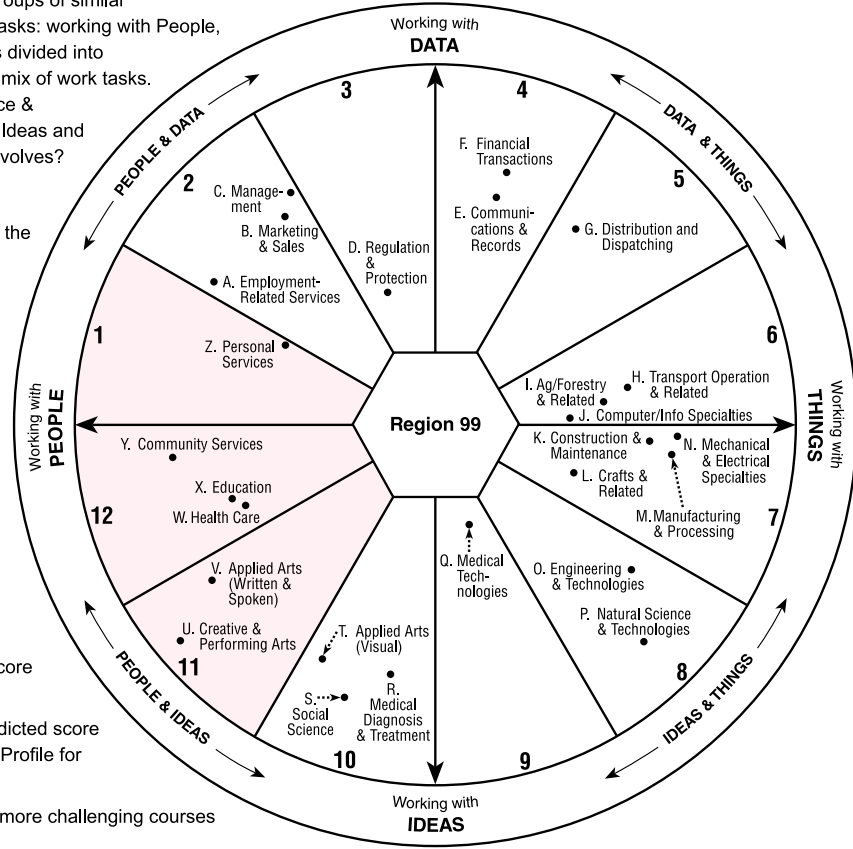 oups of similar
asks: working with People,
s divided into
mix of work tasks.
ce &
Ideas and
volves?
the
core
dicted score
Profile for
more challenging courses
Working with
DATA
PEOPLE & DATA
DATA & THINGS
3
4
2
5
1
6
12
7
11
8
10
9
C. Manage-
ment
B. Marketing
& Sales
A. Employment-
Related Services
D. Regulation
&
Protection
F. Financial
Transactions
E. Communi-
cations &
Records
G. Distribution and
Dispatching
Z. Personal
Services
Region 99
I. Ag/Forestry
& Related
H. Transport Operation
& Related
J. Computer/Info Specialties
K. Construction &
Maintenance
N. Mechanical
& Electrical
Specialties
L. Crafts &
Related
M. Manufacturing
& Processing
Working with
PEOPLE
Working with
THINGS
Y. Community Services
X. Education
W. Health Care
V. Applied Arts
(Written &
Spoken)
U. Creative &
Performing Arts
T. Applied Arts
(Visual)
S.
Social
Science
R.
Medical
Diagnosis
& Treatment
Q. Medical
Tech-
nologies
O. Engineering
& Technologies
P. Natural Science
& Technologies
PEOPLE & IDEAS
IDEAS & THINGS
Working with
IDEAS